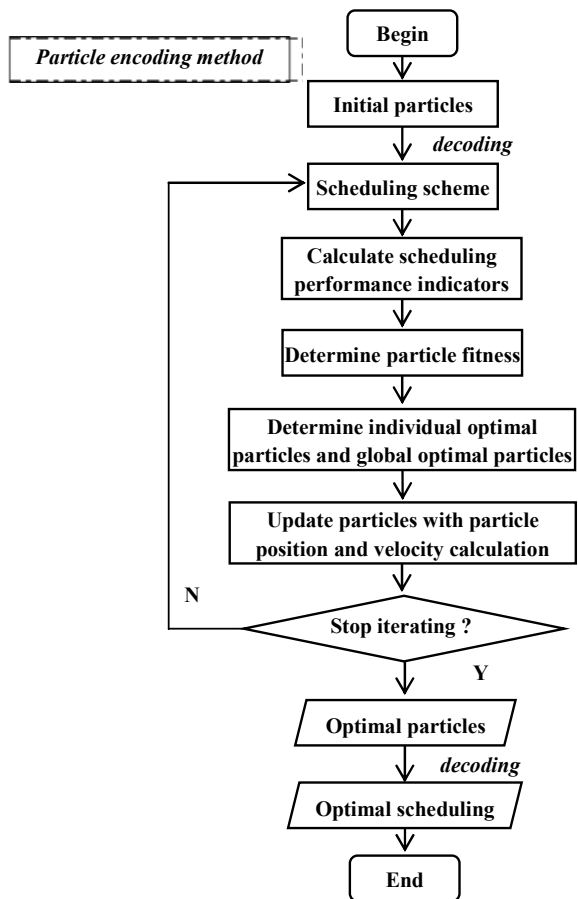 Begin
Particle encoding method
Initial particles
decoding
Scheduling scheme
Calculate scheduling
performance indicators
Determine particle fitness
Determine individual optimal
particles and global optimal particles
Update particles with particle
position and velocity calculation
N
Stop iterating ?
Y
Optimal particles
decoding
Optimal scheduling
End